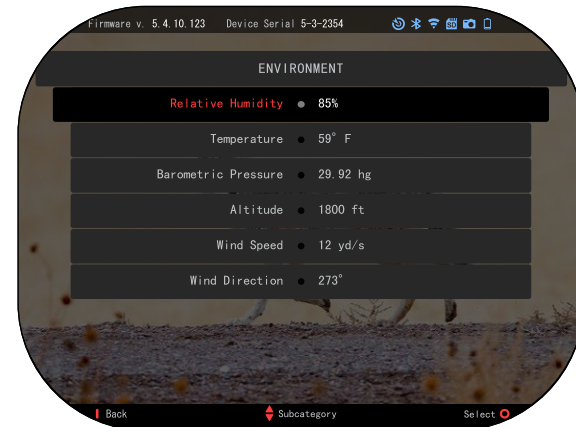 Firmware v. 5.4.10.123 Device Serial 5-3-2354 SD
ENVIRONMENT
Relative Humidity 85%
Temperature 59° F
Barometric Pressure 29.92 hg
Altitude 1800 ft
Wind Speed 12 yd/s
Wind Direction 273°
Back Subcategory Select